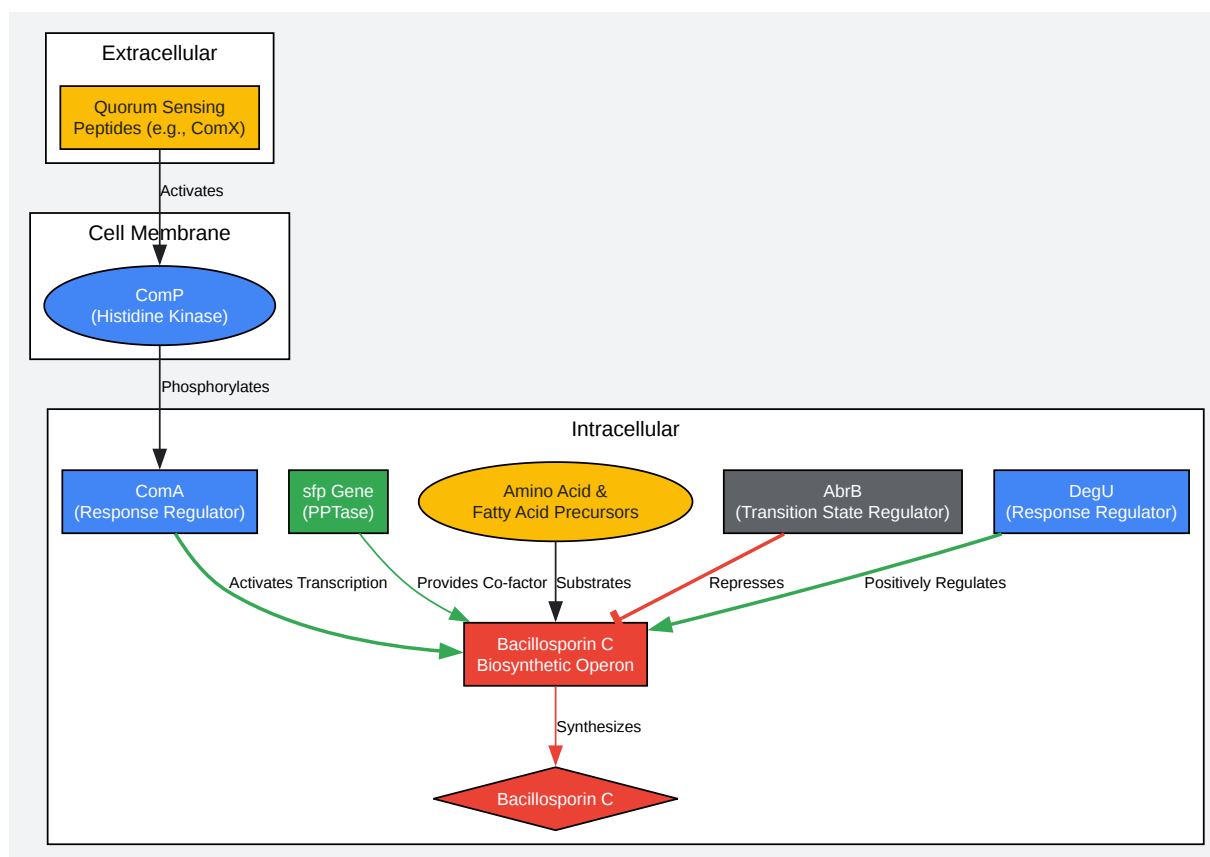 Extracellular
Quorum Sensing
Peptides (e.g., ComX)
Activates
Cell Membrane
ComP
(Histidine Kinase)
Phosphorylates
Intracellular
ComA
(Response Regulator)
sfp Gene
(PPTase)
Amino Acid &
Fatty Acid Precursors
AbrB
(Transition State Regulator)
DegU
(Response Regulator)
Activates Transcription
Provides Co-factor
Substrates
Represses
Positively Regulates
Bacillosporin C
Biosynthetic Operon
Synthesizes
Bacillosporin C